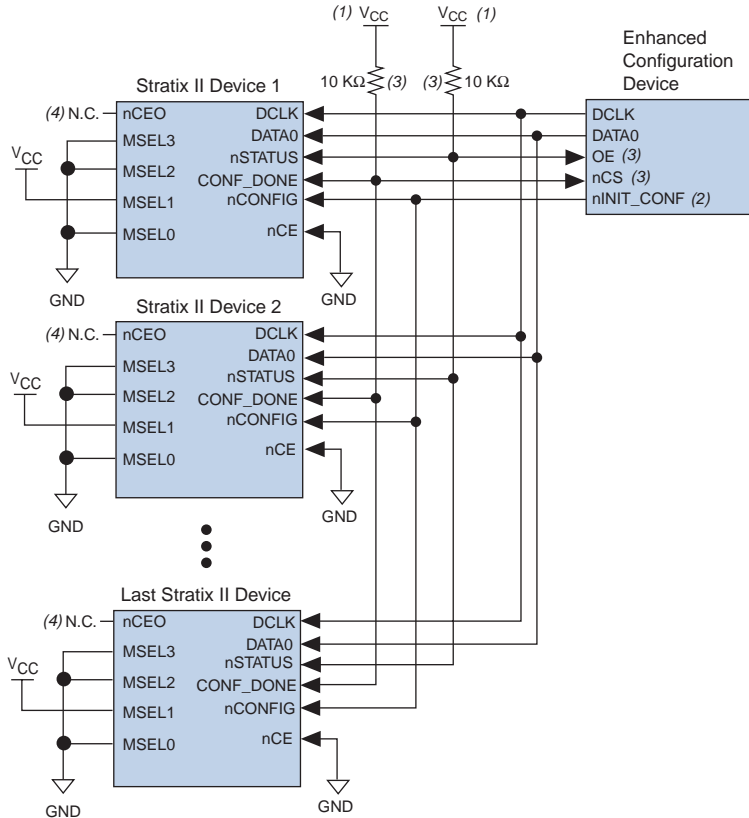 (1) VCC
VCC (1)
Enhanced
Configuration
Device
10 KΩ (3)
(3) 10 KΩ
Stratix II Device 1
(4) N.C. nCEO
MSEL3
MSEL2
MSEL1
MSEL0
VCC
GND
DCLK
DATA0
nSTATUS
CONF_DONE
nCONFIG
nCE
GND
DCLK
DATA0
OE (3)
nCS (3)
nINIT_CONF (2)
Stratix II Device 2
(4) N.C. nCEO
MSEL3
MSEL2
MSEL1
MSEL0
VCC
GND
DCLK
DATA0
nSTATUS
CONF_DONE
nCONFIG
nCE
GND
Last Stratix II Device
(4) N.C. nCEO
MSEL3
MSEL2
MSEL1
MSEL0
VCC
GND
DCLK
DATA0
nSTATUS
CONF_DONE
nCONFIG
nCE
GND